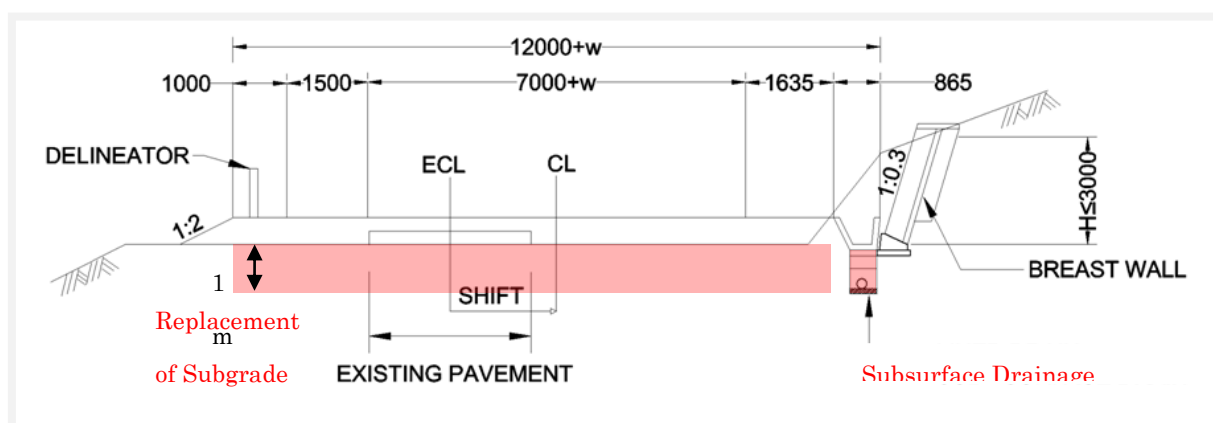 12000+w
1000
1500
7000+w
1635
865
DELINEATOR
ECL
CL
1:0.3
H≤3000
1:2
BREAST WALL
1
m
SHIFT
Replacement
of Subgrade
EXISTING PAVEMENT
Subsurface Drainage